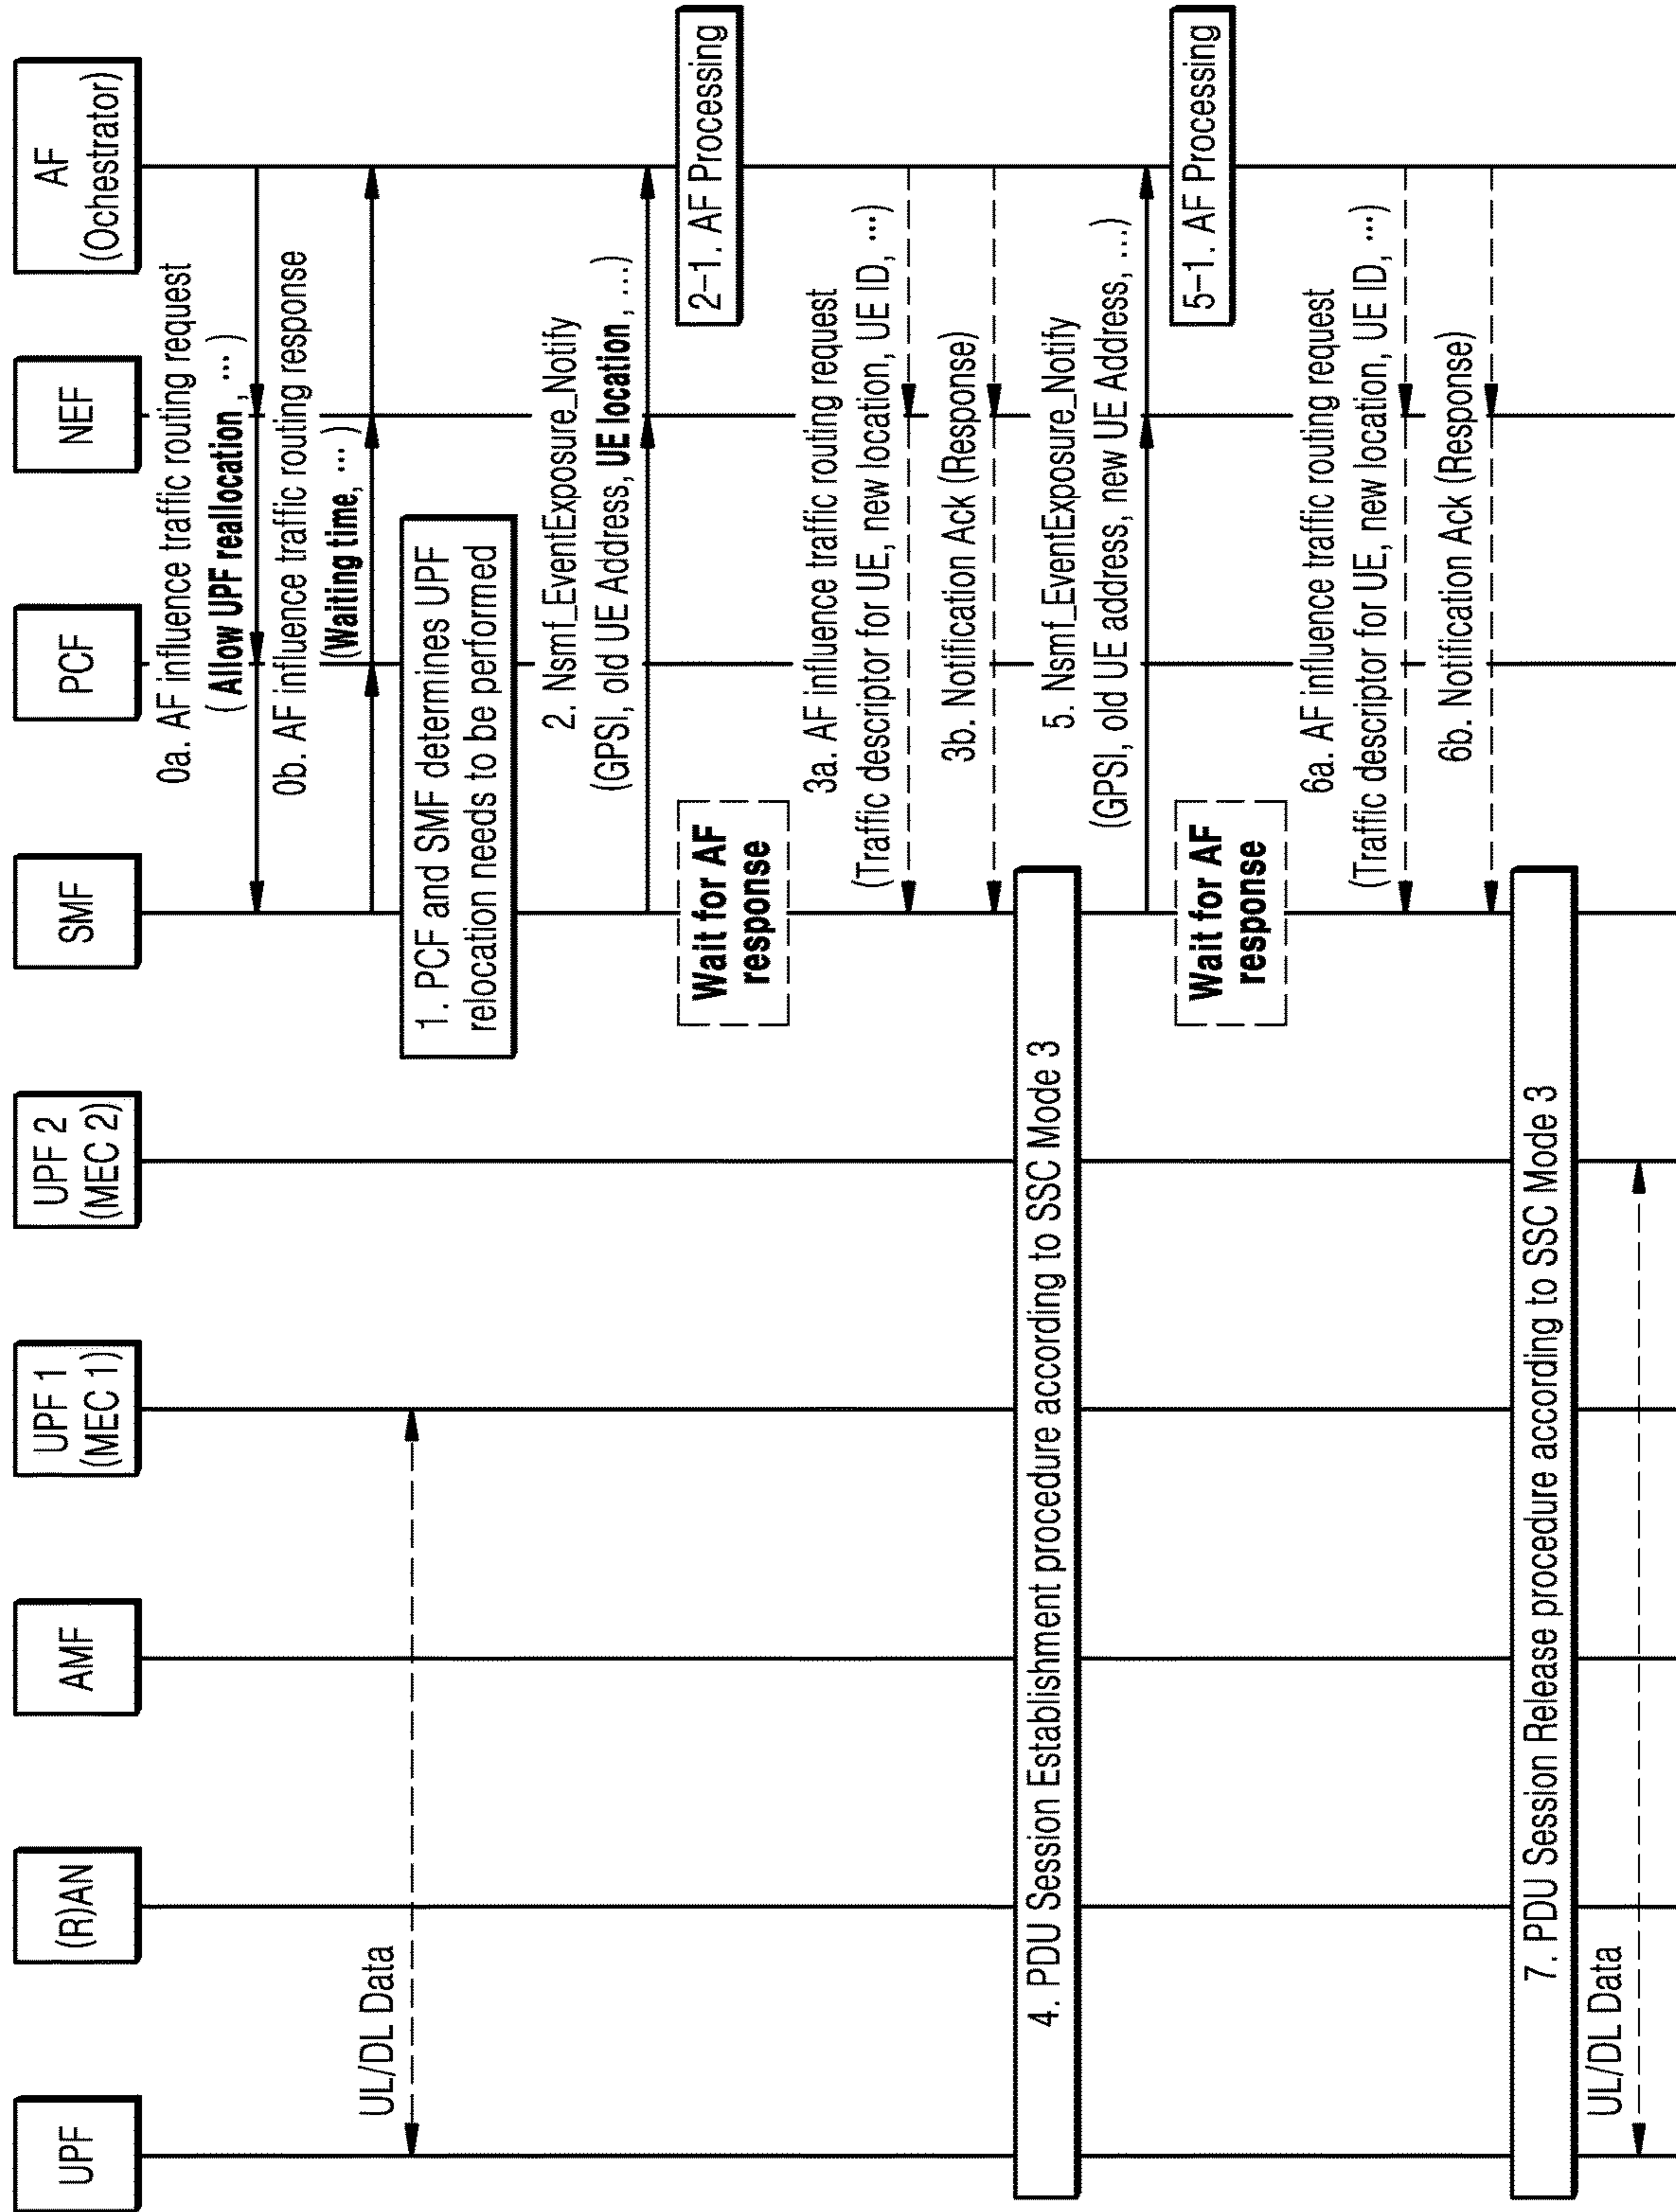 UPF
(R)AN
AMF
UPF 1
(MEC 1)
UPF 2
(MEC 2)
SMF
PCF
NEF
AF
(Ochestrator)
0a. AF influence traffic routing request
(Allow UPF reallocation, ...)
0b. AF influence traffic routing response
(Waiting time, ...)
UL/DL Data
1. PCF and SMF determines UPF
relocation needs to be performed
2. Nsmf_EventExposure_Notify
(GPSI, old UE Address, UE location, ...)
Wait for AF
response
2-1. AF Processing
3a. AF influence traffic routing request
(Traffic descriptor for UE, new location, UE ID, ...)
3b. Notification Ack (Response)
4. PDU Session Establishment procedure according to SSC Mode 3
5. Nsmf_EventExposure_Notify
(GPSI, old UE address, new UE Address, ...)
Wait for AF
response
5-1. AF Processing
6a. AF influence traffic routing request
(Traffic descriptor for UE, new location, UE ID, ...)
6b. Notification Ack (Response)
7. PDU Session Release procedure according to SSC Mode 3
UL/DL Data